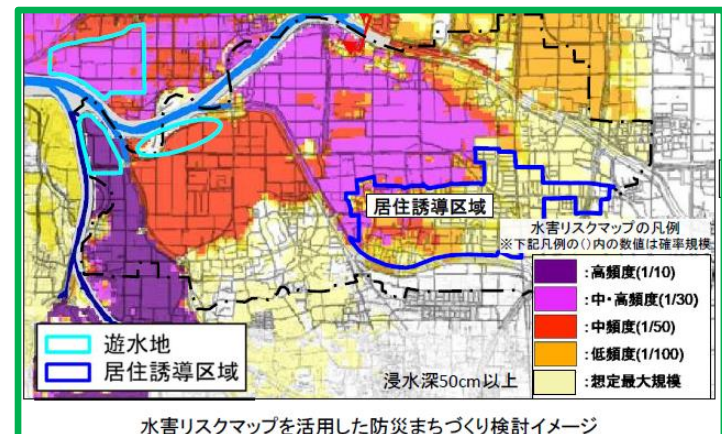 居住誘導区域
水害リスクマップの凡例
※下記凡例の()内の数値は確率規模
:高頻度(1/10)
:中・高頻度(1/30)
:中頻度(1/50)
:低頻度(1/100)
:想定最大規模
遊水地
居住誘導区域
浸水深50cm以上
水害リスクマップを活用した防災まちづくり検討イメージ